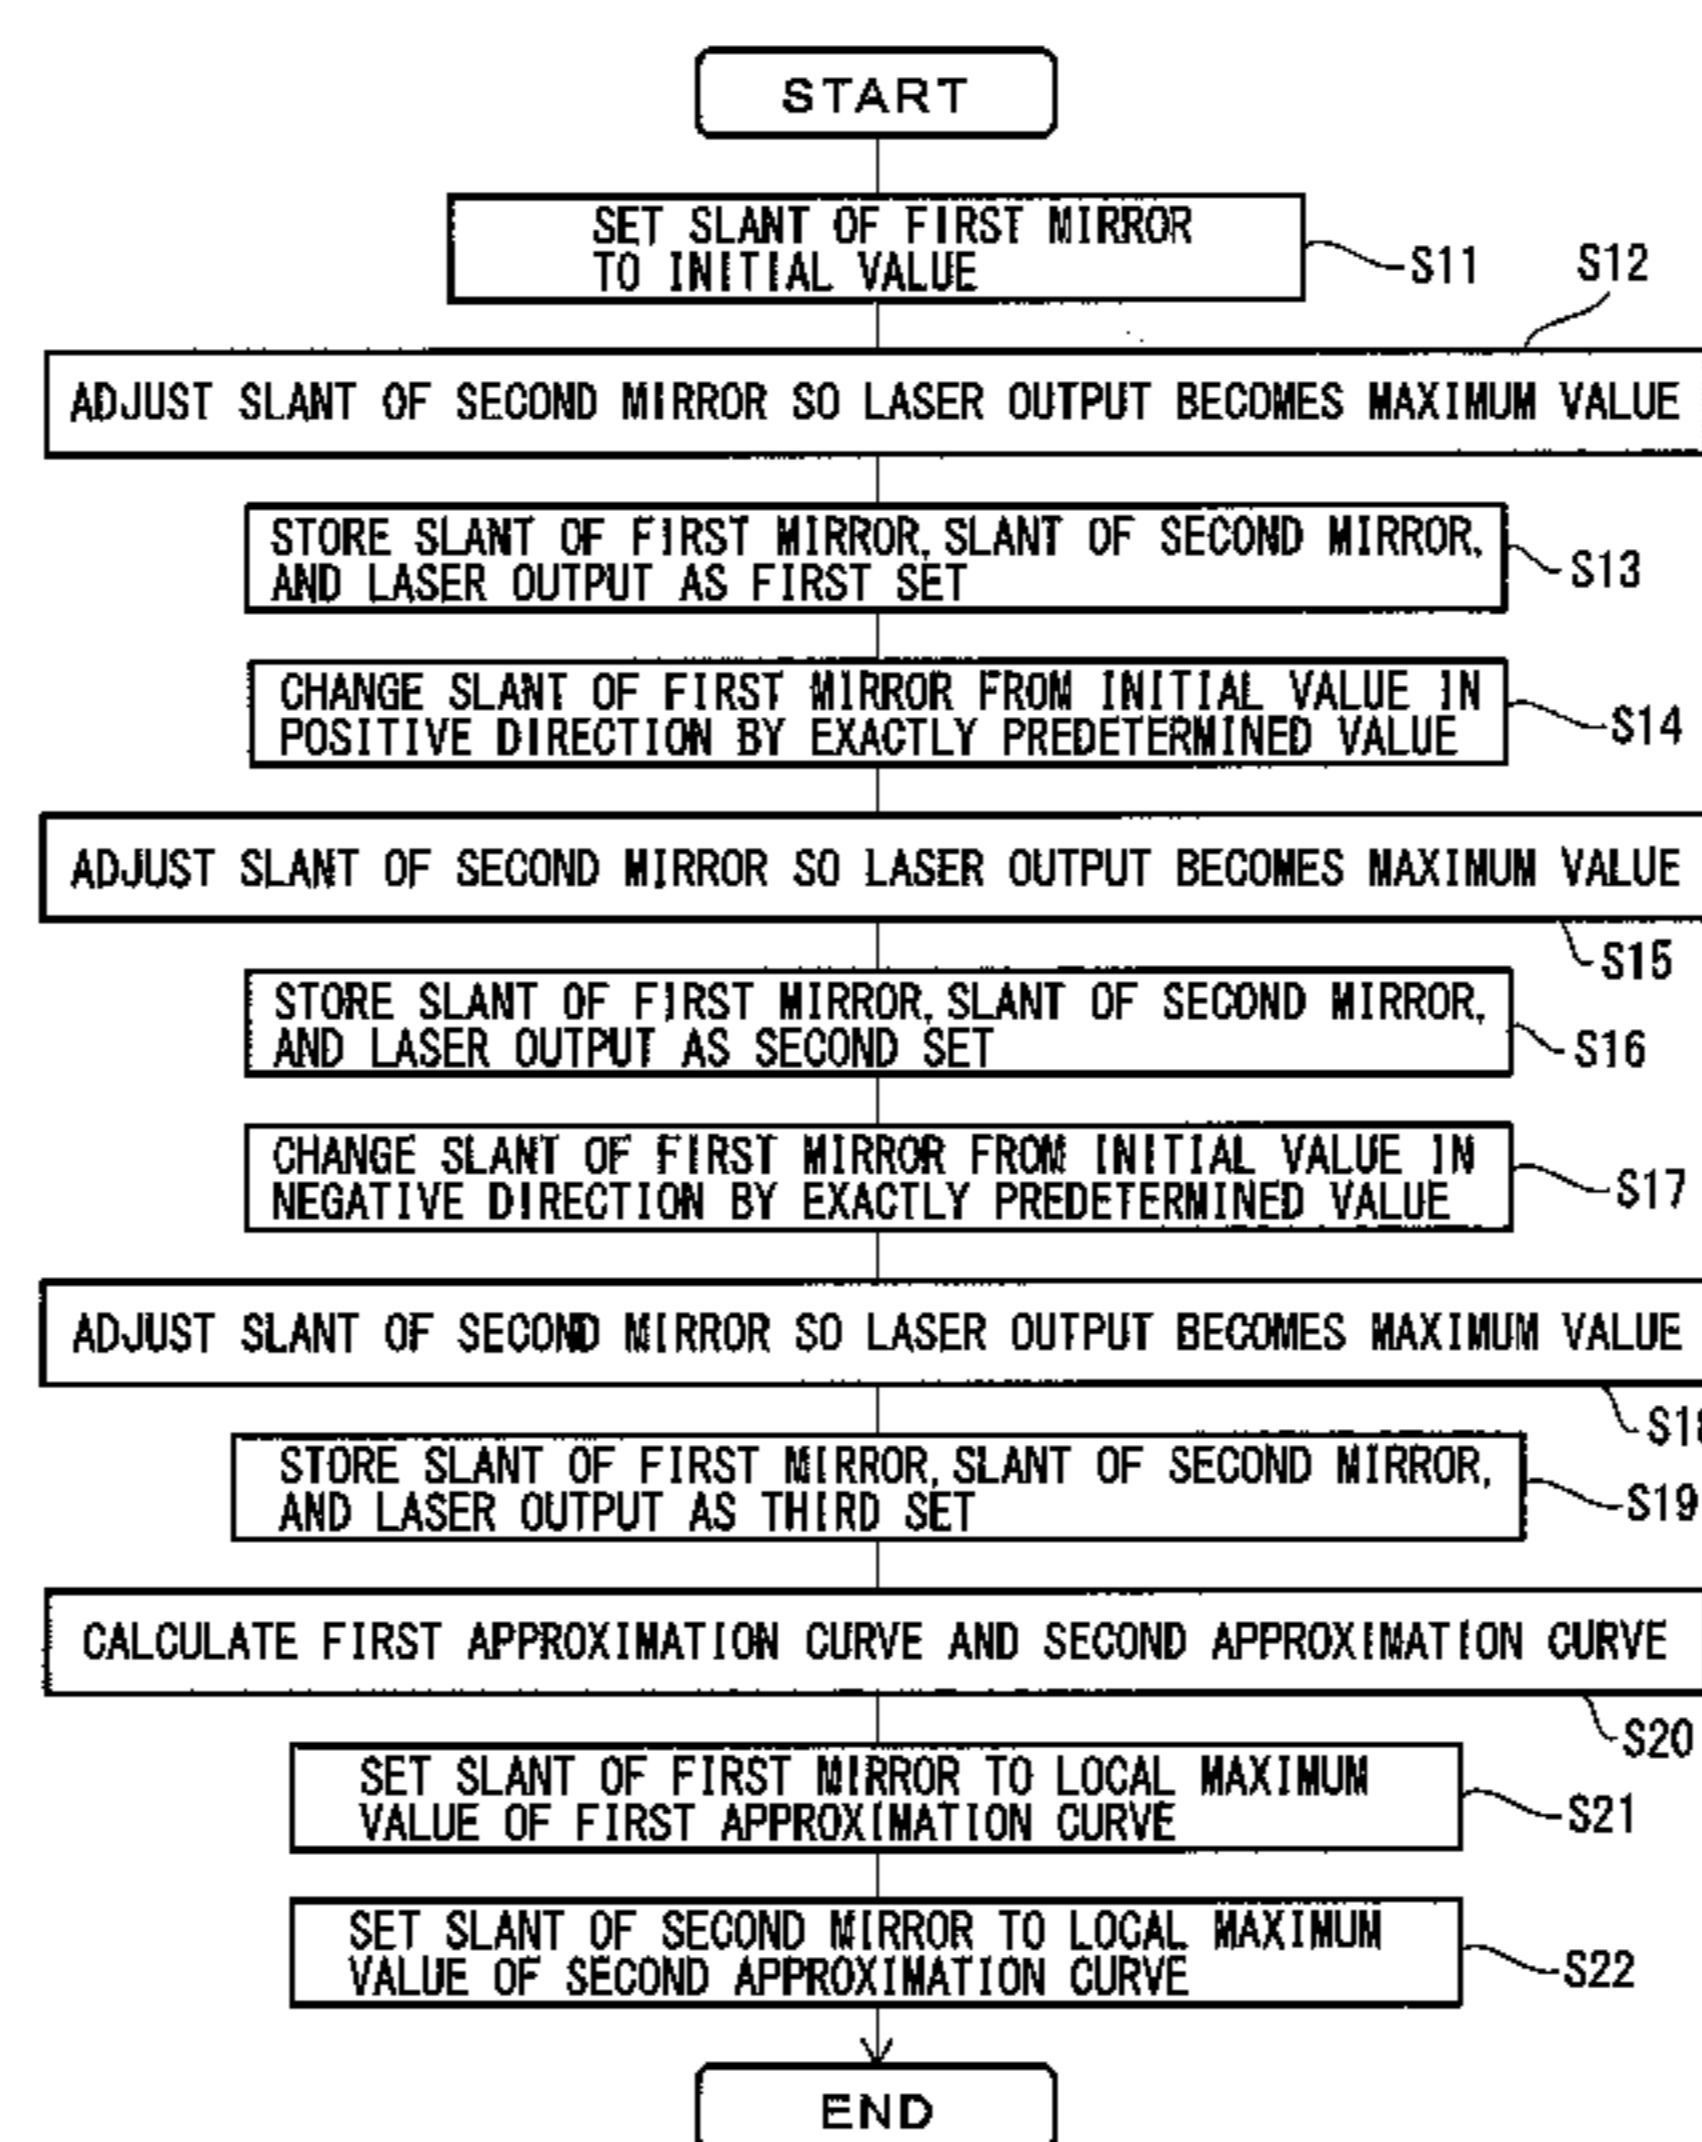 START
SET SLANT OF FIRST MIRROR
TO INITIAL VALUE
S11
S12
ADJUST SLANT OF SECOND MIRROR SO LASER OUTPUT BECOMES MAXIMUM VALUE
STORE SLANT OF FIRST MIRROR, SLANT OF SECOND MIRROR,
AND LASER OUTPUT AS FIRST SET
S13
CHANGE SLANT OF FIRST MIRROR FROM INITIAL VALUE IN
POSITIVE DIRECTION BY EXACTLY PREDETERMINED VALUE
S14
ADJUST SLANT OF SECOND MIRROR SO LASER OUTPUT BECOMES MAXIMUM VALUE
S15
STORE SLANT OF FIRST MIRROR, SLANT OF SECOND MIRROR,
AND LASER OUTPUT AS SECOND SET
S16
CHANGE SLANT OF FIRST MIRROR FROM INITIAL VALUE IN
NEGATIVE DIRECTION BY EXACTLY PREDETERMINED VALUE
S17
ADJUST SLANT OF SECOND MIRROR SO LASER OUTPUT BECOMES MAXIMUM VALUE
STORE SLANT OF FIRST MIRROR, SLANT OF SECOND MIRROR,
AND LASER OUTPUT AS THIRD SET
S19
CALCULATE FIRST APPROXIMATION CURVE AND SECOND APPROXIMATION CURVE
S20
SET SLANT OF FIRST MIRROR TO LOCAL MAXIMUM
VALUE OF FIRST APPROXIMATION CURVE
S21
SET SLANT OF SECOND MIRROR TO LOCAL MAXIMUM
VALUE OF SECOND APPROXIMATION CURVE
S22
END